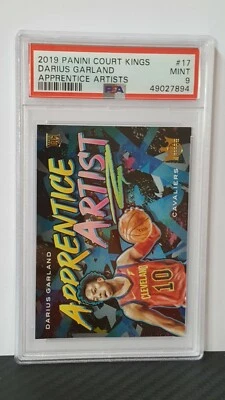 2019 PANINI COURT KINGS #17
DARIUS GARLAND MINT
APPRENTICE ARTISTS 9
PSA 49027894
APPRENTICE
ARTIST
DARIUS GARLAND
CAVALIERS
CLEVELAND
10